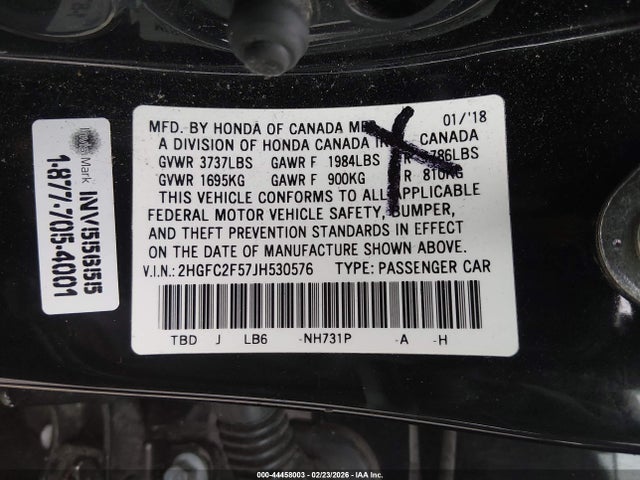 MFD. BY HONDA OF CANADA 01/'18
A DIVISION OF HONDA CANADA CANADA
GVWR 3737LBS GAWR F 1984LBS R
GVWR 1695KG GAWR F 900KG R 810KG
THIS VEHICLE CONFORMS TO ALL APPLICABLE
FEDERAL MOTOR VEHICLE SAFETY, BUMPER,
AND THEFT PREVENTION STANDARDS IN EFFECT
ON THE DATE OF MANUFACTURE SHOWN ABOVE.
V.I.N.: 2HGFC2F57JH530576 TYPE: PASSENGER CAR
TBD J LB6 -NH731P -A -H
Mark
1-877-705-4001
000-44458003 — 02/23/2026 — IAA Inc.